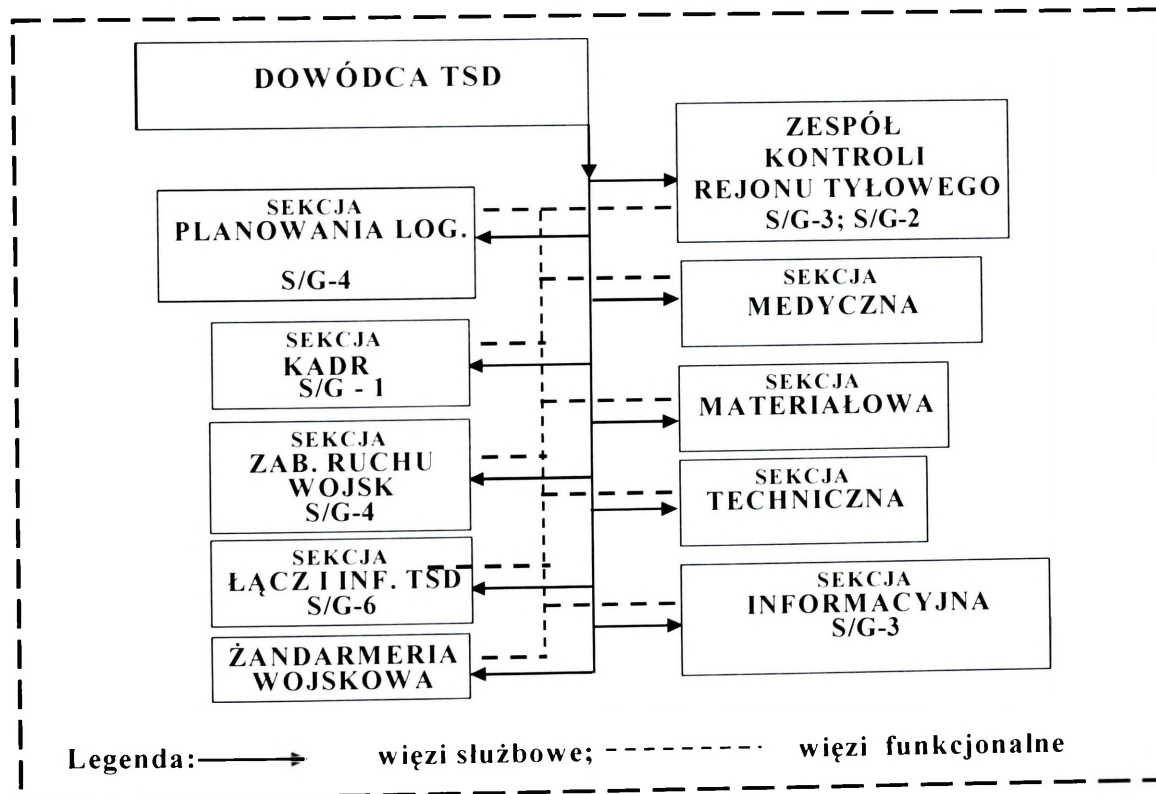 DOWÓDCA TSD
ZESPÓŁ
KONTROLI
REJONU TYŁOWEGO
S/G-3; S/G-2
SEKCJA
PLANOWANIA LOG.
S/G-4
SEKCJA
MEDYCZNA
SEKCJA
KADR
S/G - 1
SEKCJA
MATERIAŁOWA
SEKCJA
ZAB. RUCHU
WOJSK
S/G-4
SEKCJA
TECHNICZNA
SEKCJA
ŁĄCZ I INF. TSD
S/G-6
SEKCJA
INFORMACYJNA
S/G-3
ŻANDARMERIA
WOJSKOWA
Legenda: więzi służbowe; więzi funkcjonalne